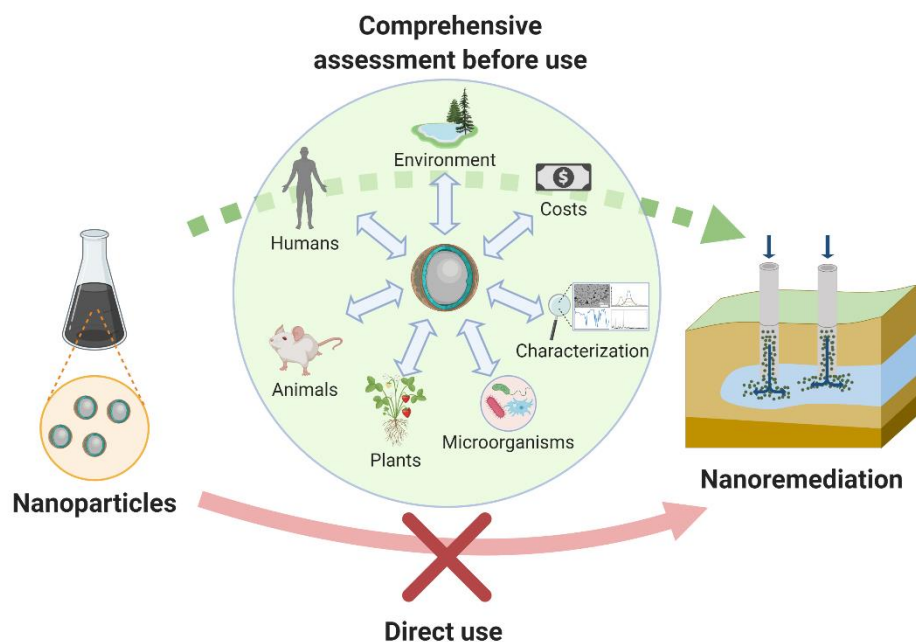 Comprehensive
assessment before use
Environment
Humans
$
Costs
Animals
Characterization
Plants
Microorganisms
Nanoparticles
Nanoremediation
Direct use